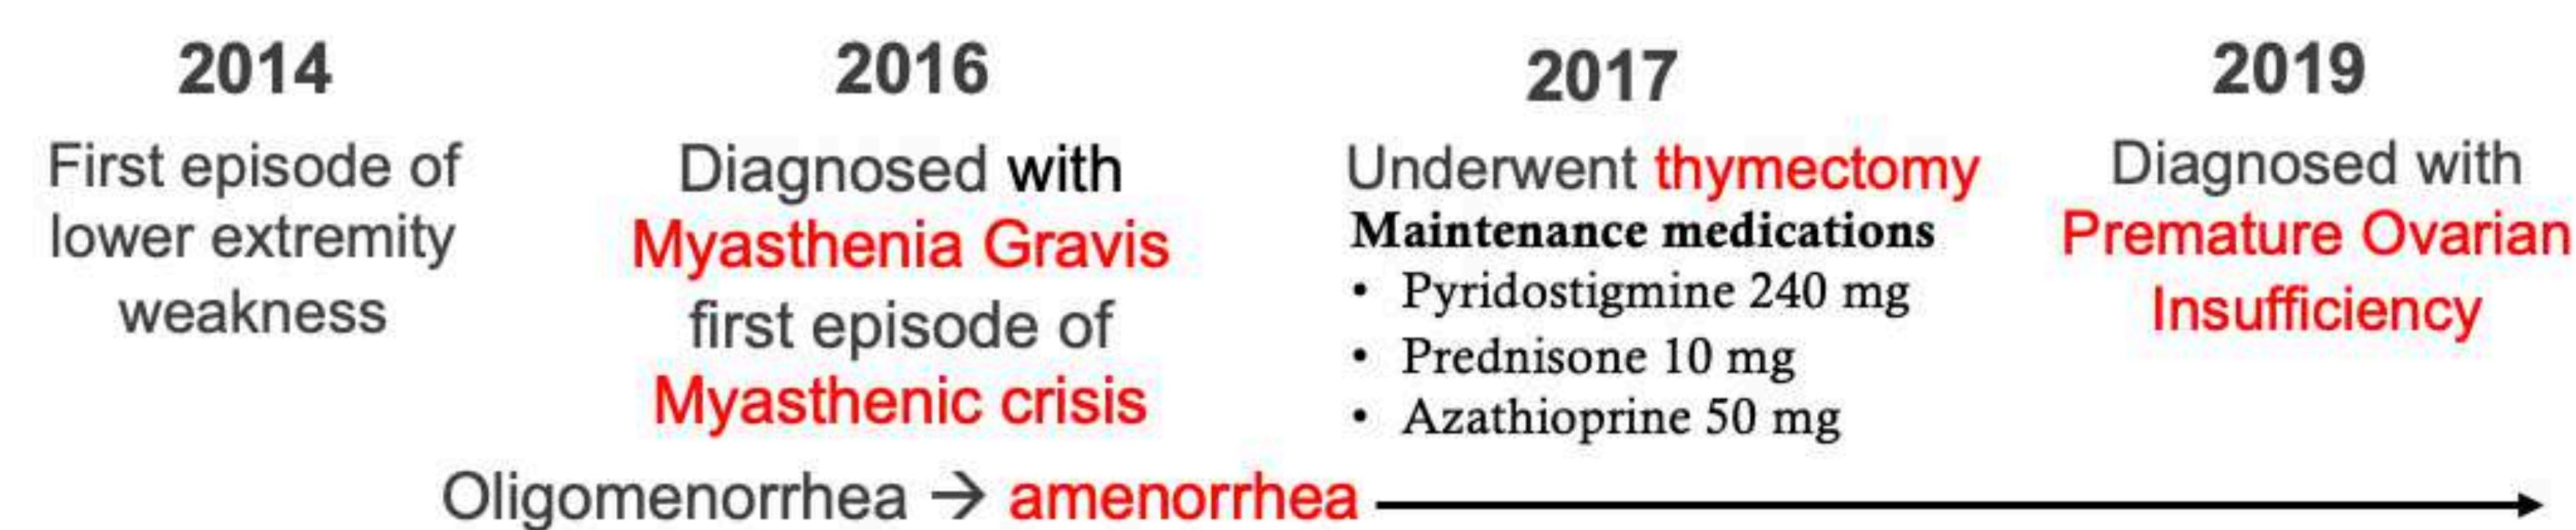 2014
First episode of
lower extremity
weakness
2016
Diagnosed with
Myasthenia Gravis
first episode of
Myasthenic crisis
2017
Underwent thymectomy
Maintenance medications
• Pyridostigmine 240 mg
• Prednisone 10 mg
• Azathioprine 50 mg
2019
Diagnosed with
Premature Ovarian
Insufficiency
Oligomenorrhea → amenorrhea